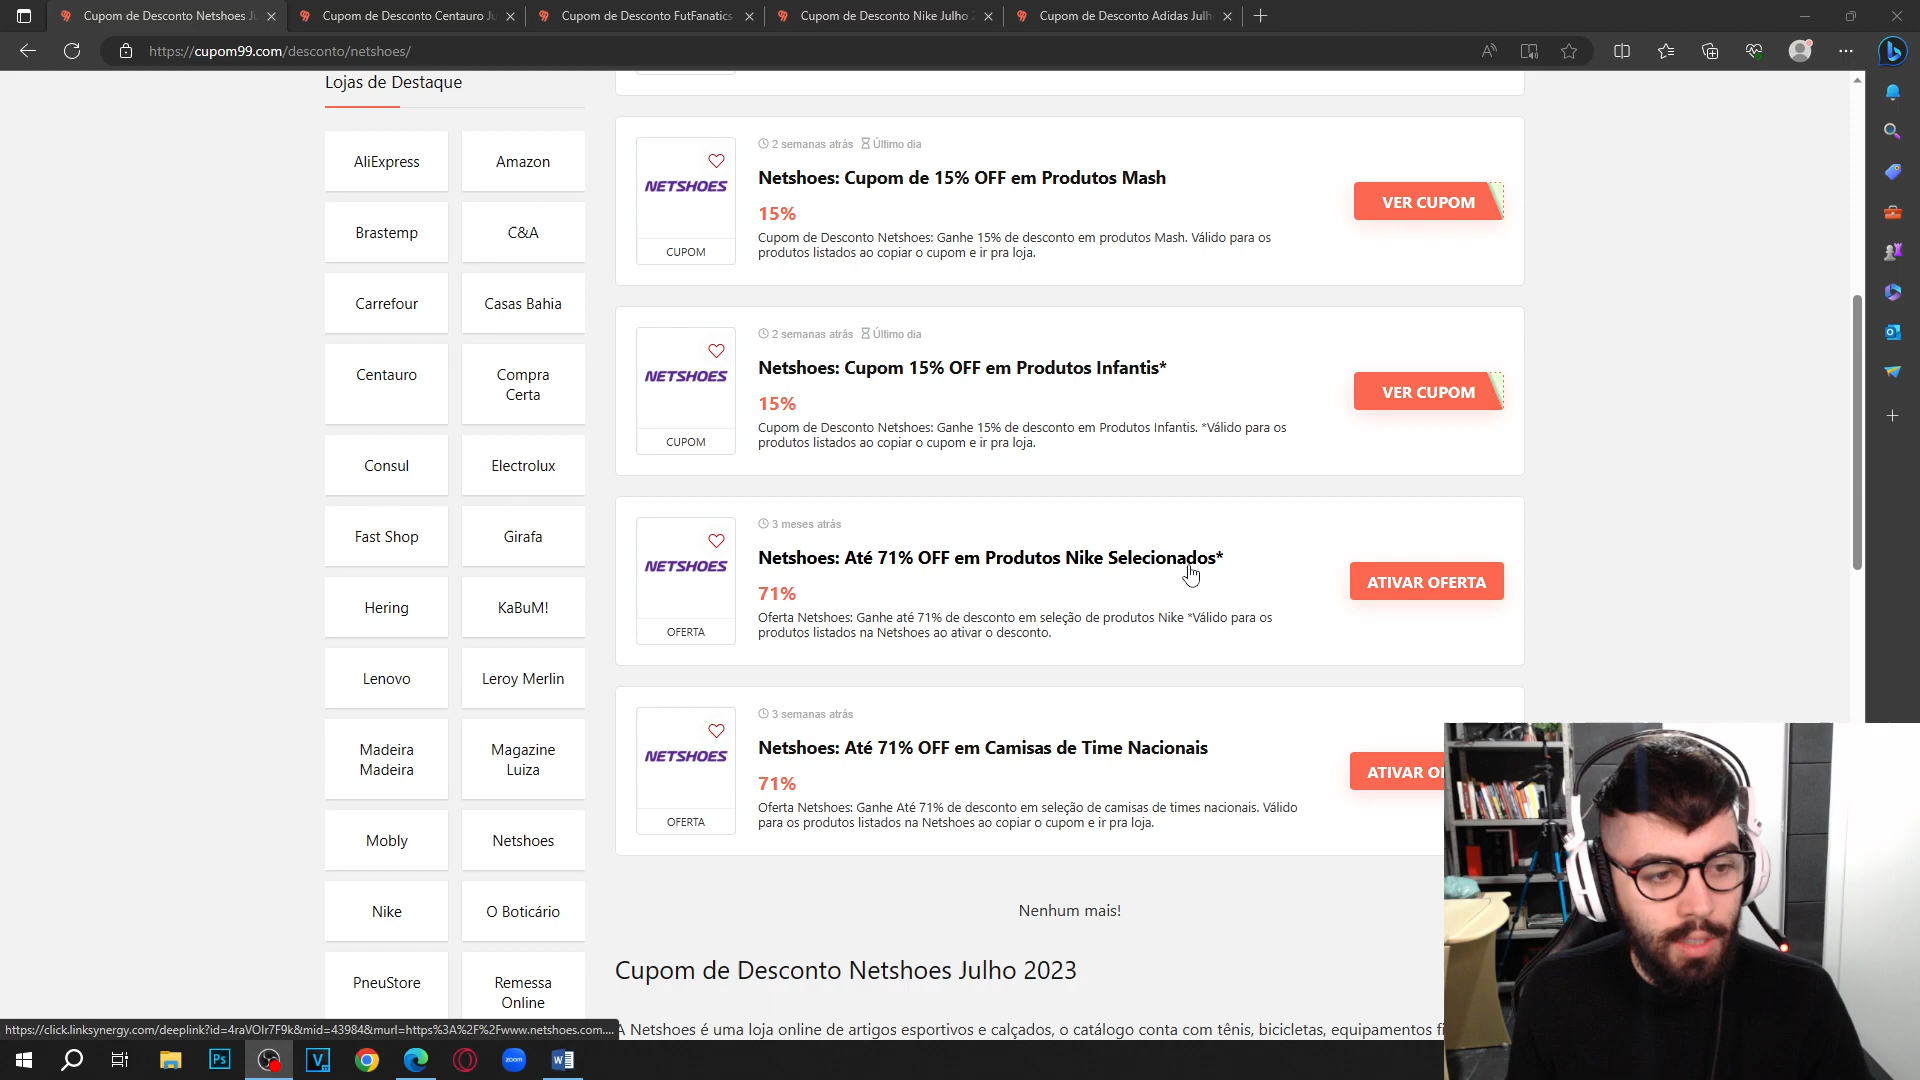 Cupom de Desconto Netshoes Ju
Cupom de Desconto Centauro Ju
Cupom de Desconto FutFanatics
Cupom de Desconto Nike Julho
Cupom de Desconto Adidas Julh
https://cupom99.com/desconto/netshoes/
Lojas de Destaque
AliExpress
Amazon
Brastemp
C&A
Carrefour
Casas Bahia
Centauro
Compra
Certa
Consul
Electrolux
Fast Shop
Girafa
Hering
KaBuM!
Lenovo
Leroy Merlin
Madeira
Madeira
Magazine
Luiza
Mobly
Netshoes
Nike
O Boticário
PneuStore
Remessa
Online
2 semanas atrás Último dia
NETSHOES
CUPOM
Netshoes: Cupom de 15% OFF em Produtos Mash
15%
Cupom de Desconto Netshoes: Ganhe 15% de desconto em produtos Mash. Válido para os
produtos listados ao copiar o cupom e ir pra loja.
VER CUPOM
2 semanas atrás Último dia
NETSHOES
CUPOM
Netshoes: Cupom 15% OFF em Produtos Infantis*
15%
Cupom de Desconto Netshoes: Ganhe 15% de desconto em Produtos Infantis. *Válido para os
produtos listados ao copiar o cupom e ir pra loja.
VER CUPOM
3 meses atrás
NETSHOES
OFERTA
Netshoes: Até 71% OFF em Produtos Nike Selecionados*
71%
Oferta Netshoes: Ganhe até 71% de desconto em seleção de produtos Nike *Válido para os
produtos listados na Netshoes ao ativar o desconto.
ATIVAR OFERTA
3 semanas atrás
NETSHOES
OFERTA
Netshoes: Até 71% OFF em Camisas de Time Nacionais
71%
Oferta Netshoes: Ganhe Até 71% de desconto em seleção de camisas de times nacionais. Válido
para os produtos listados na Netshoes ao copiar o cupom e ir pra loja.
ATIVAR O
Nenhum mais!
Cupom de Desconto Netshoes Julho 2023
A Netshoes é uma loja online de artigos esportivos e calçados, o catálogo conta com tênis, bicicletas, equipamentos fi
https://click.linksynergy.com/deeplink?id=4raVOIr7F9k&mid=43984&murl=https%3A%2F%2Fwww.netshoes.com....
Ps
V
zoom
W